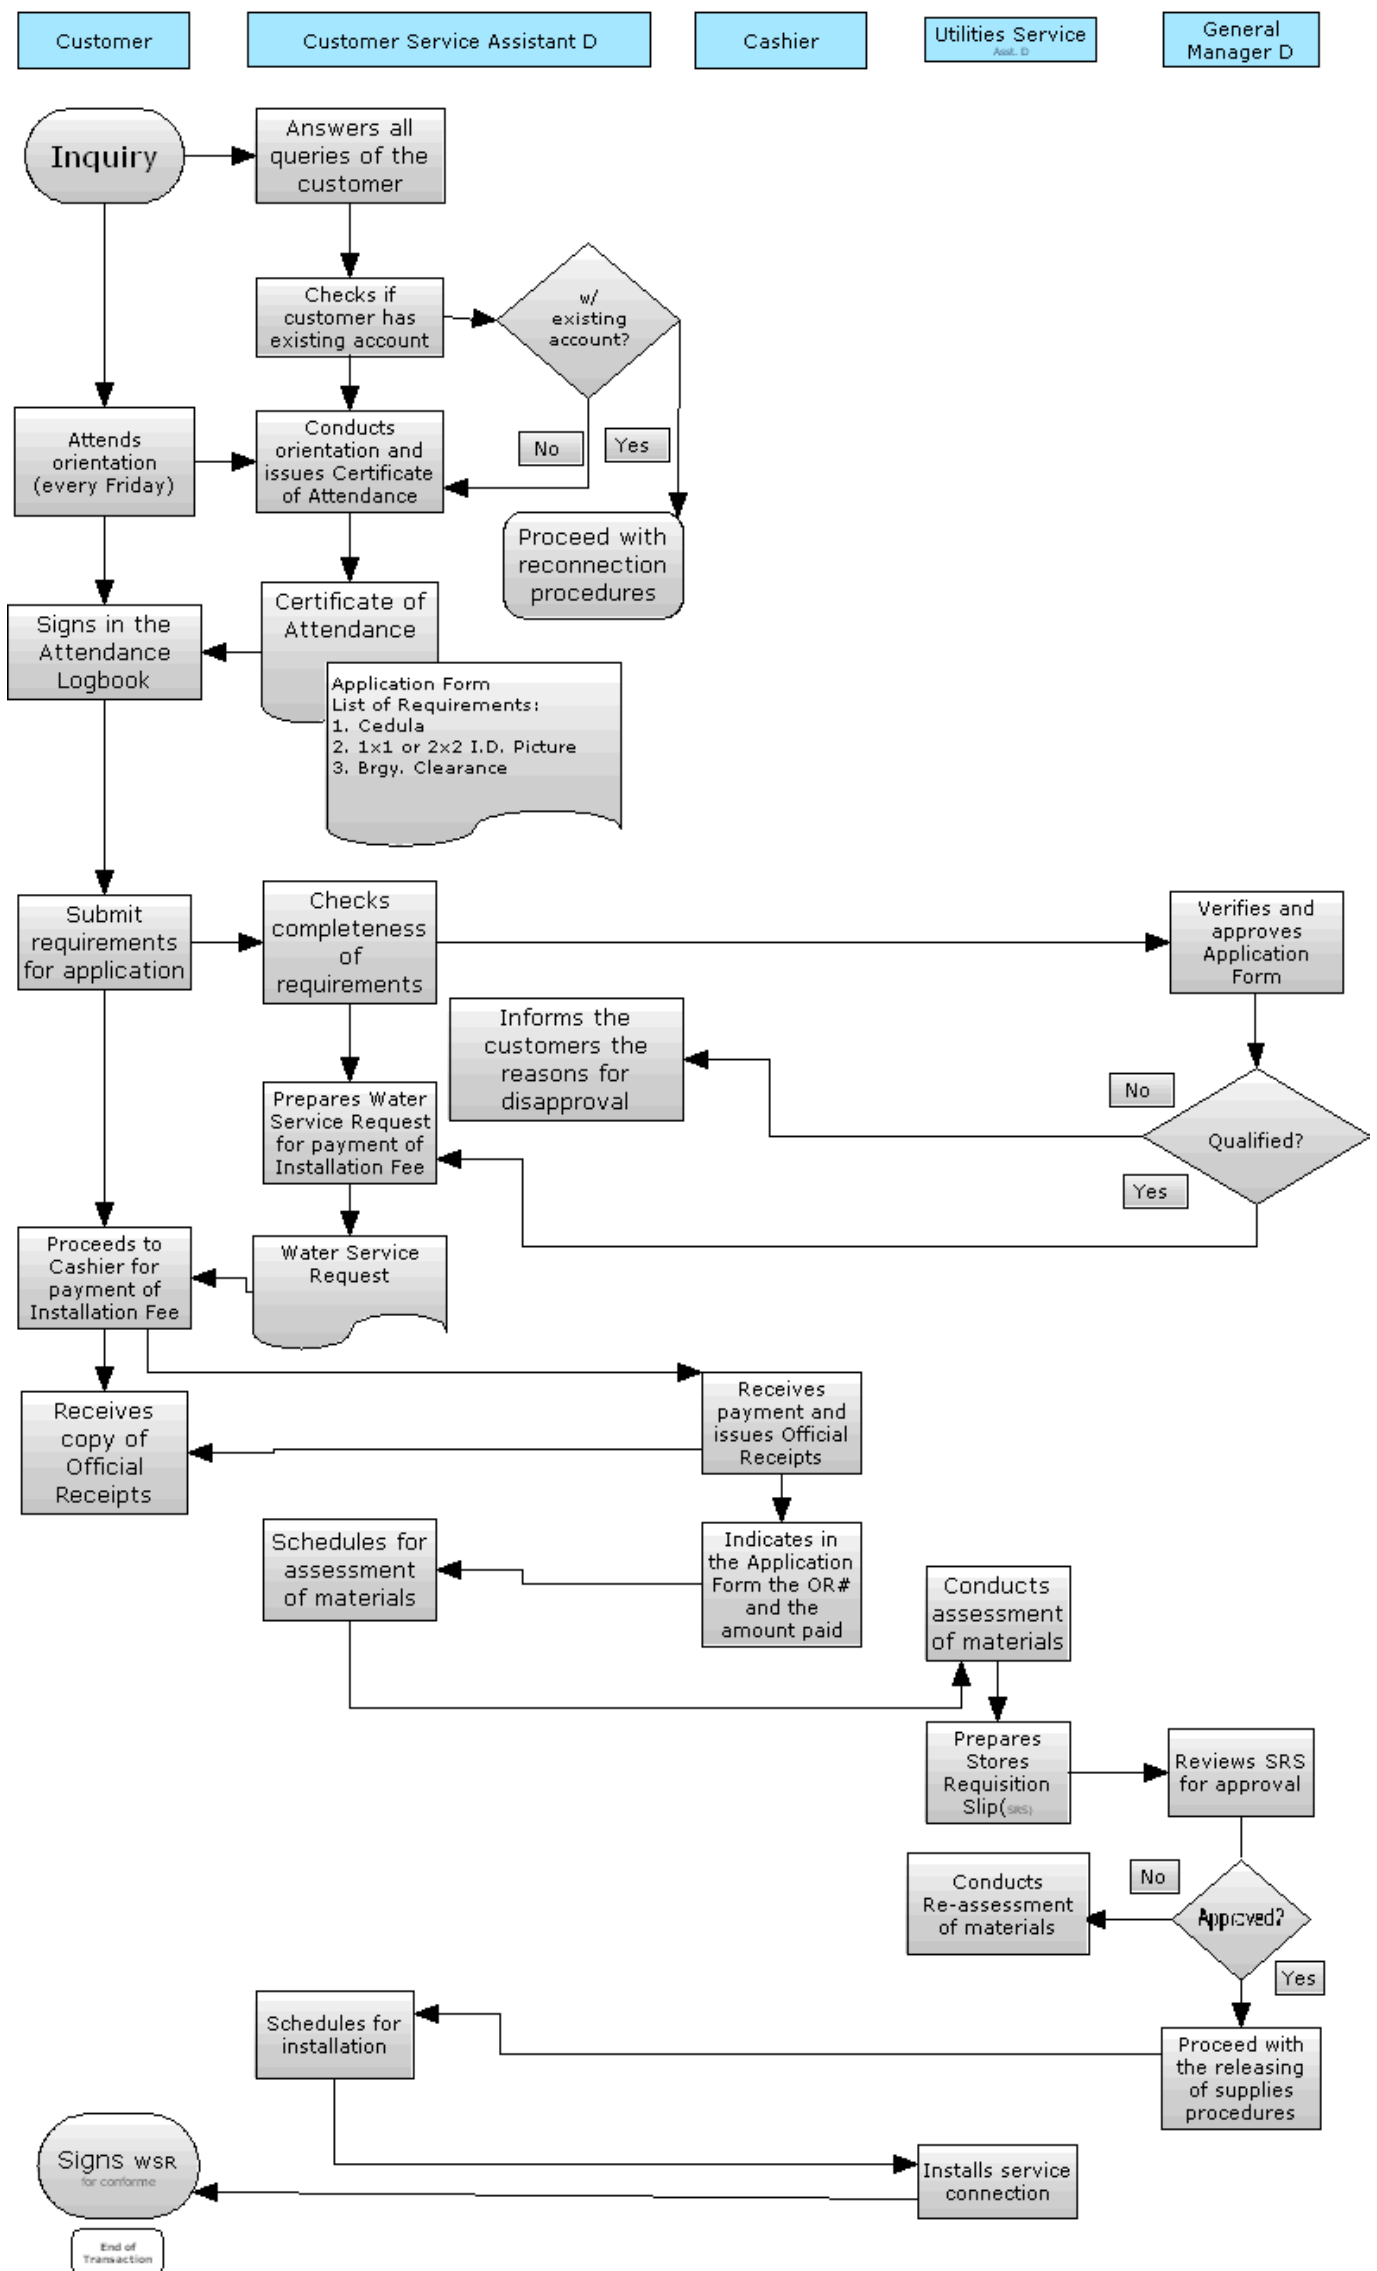 Customer
Customer Service Assistant D
Cashier
Utilities Service
Asst. D
General
Manager D
Inquiry
Answers all
queries of the
customer
Checks if
customer has
existing account
w/
existing
account?
Attends
orientation
(every Friday)
Conducts
orientation and
issues Certificate
of Attendance
No
Yes
Proceed with
reconnection
procedures
Signs in the
Attendance
Logbook
Certificate of
Attendance
Application Form
List of Requirements:
1. Cedula
2. 1x1 or 2x2 I.D. Picture
3. Brgy. Clearance
Submit
requirements
for application
Checks
completeness
of
requirements
Verifies and
approves
Application
Form
Informs the
customers the
reasons for
disapproval
No
Qualified?
Yes
Prepares Water
Service Request
for payment of
Installation Fee
Proceeds to
Cashier for
payment of
Installation Fee
Water Service
Request
Receives
copy of
Official
Receipts
Receives
payment and
issues Official
Receipts
Schedules for
assessment
of materials
Indicates in
the Application
Form the OR#
and the
amount paid
Conducts
assessment
of materials
Prepares
Stores
Requisition
Slip(SRS)
Reviews SRS
for approval
Conducts
Re-assessment
of materials
No
Approved?
Yes
Schedules for
installation
Proceed with
the releasing
of supplies
procedures
Signs WSR
for conforme
Installs service
connection
End of
Transaction